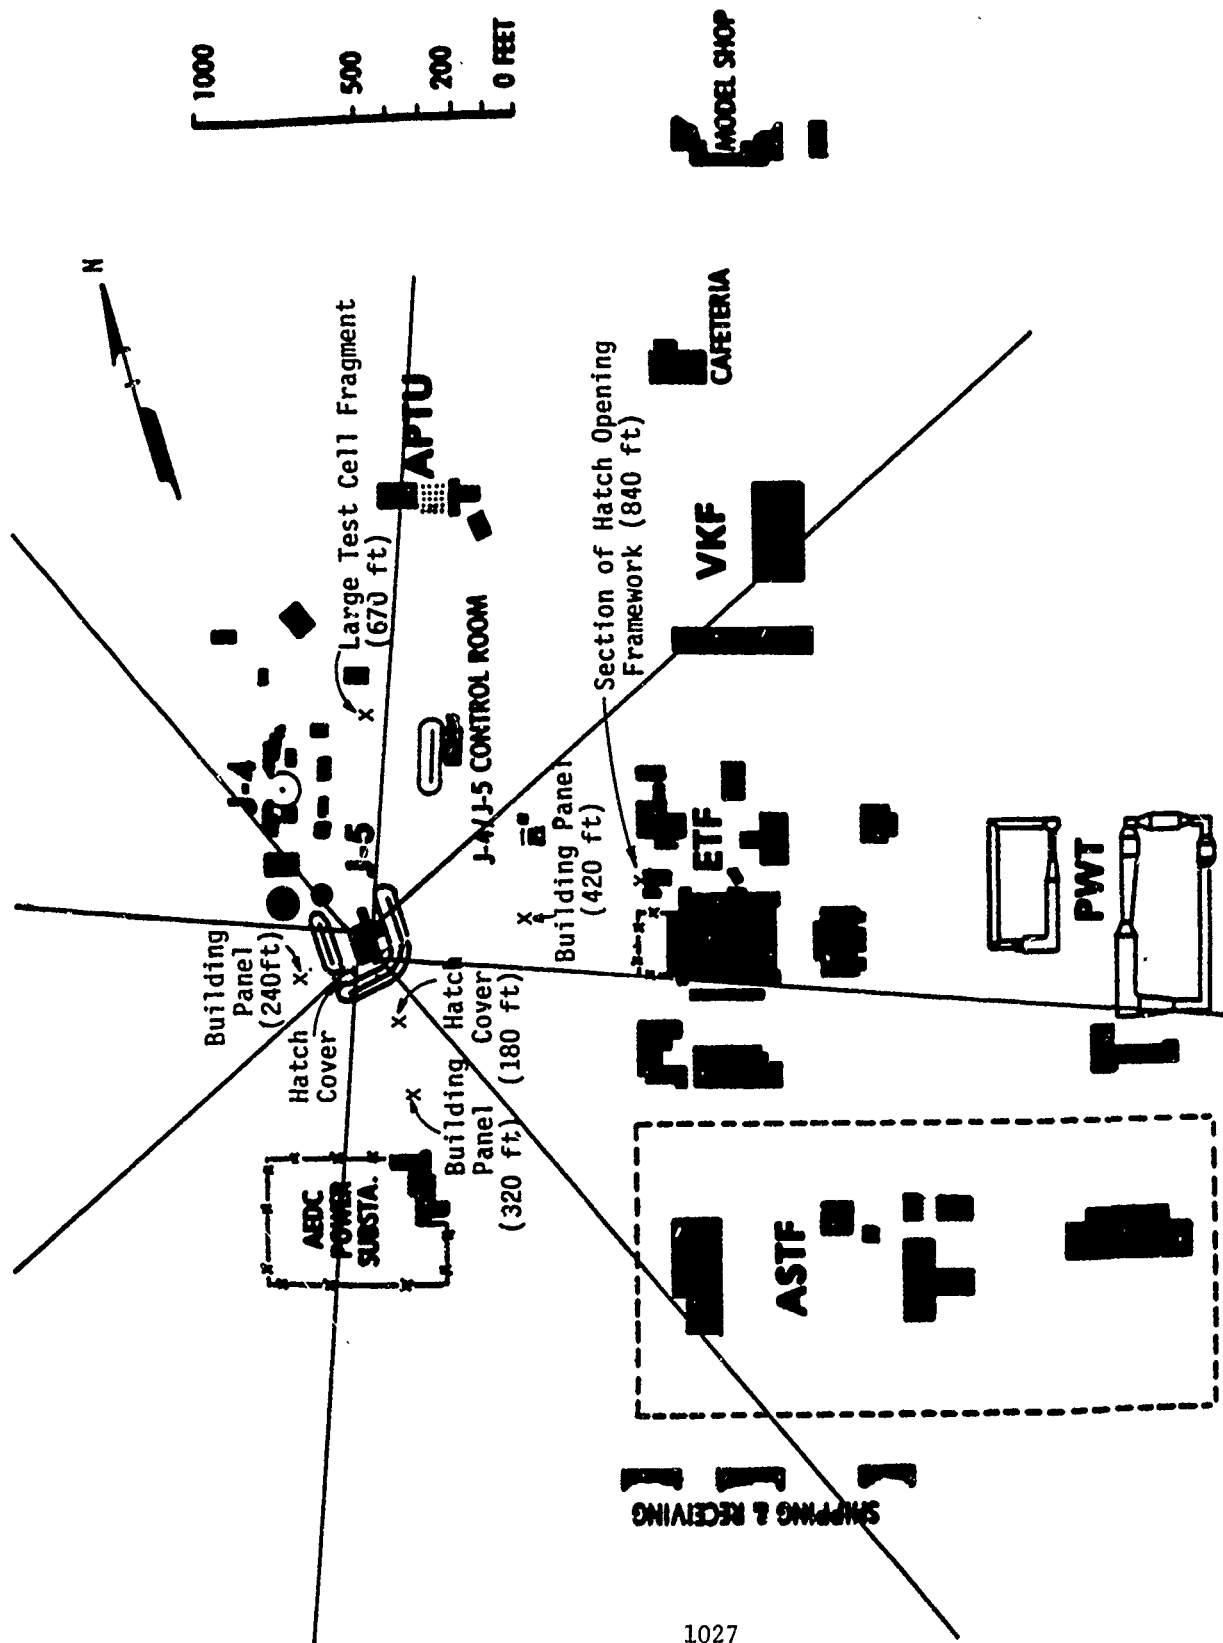 1000
500
200
0 FEET
MODEL SHOP
N
CAFETERIA
Large Test Cell Fragment
(670 ft)
APTU
Section of Hatch Opening
Framework (840 ft)
VKF
J-4
J-5
J-4/J-5 CONTROL ROOM
Building Panel
(420 ft)
ETF
PWT
Building
Panel
(240ft)
Hatch
Cover
Hatch
Cover
(180 ft)
Building
Panel
(320 ft)
AEDC
POWER
SUBSTA.
ASTF
SHIPPING & RECEIVING
1027